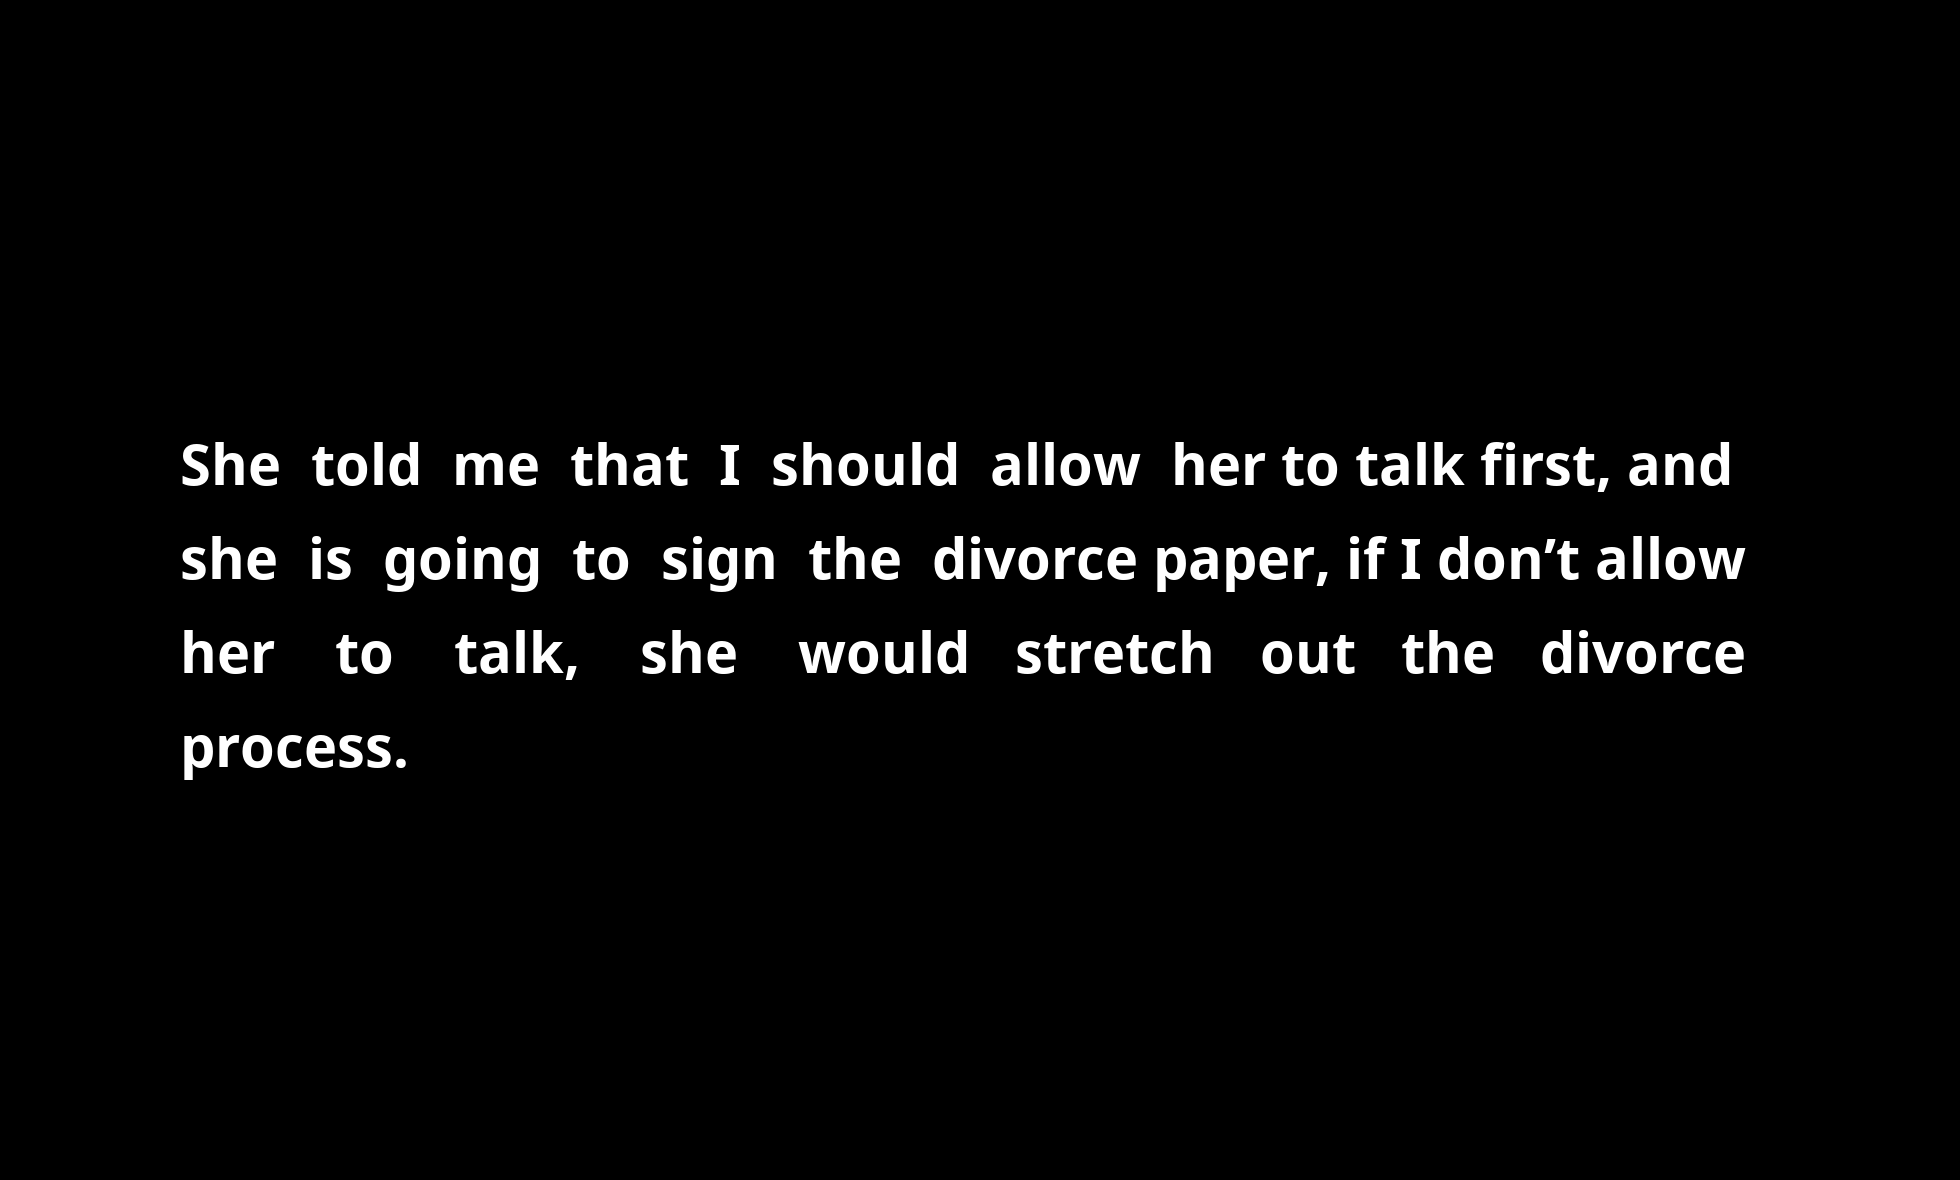 She told me that I should allow her to talk first, and
she is going to sign the divorce paper, if I don’t allow
her to talk, she would stretch out the divorce
process.